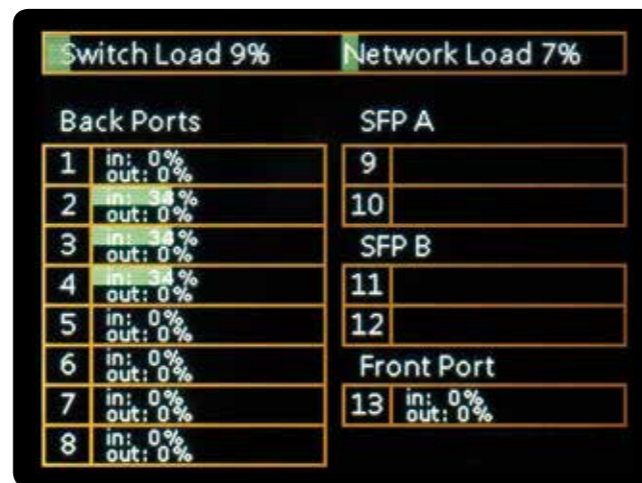 Switch Load 9%
Network Load 7%
Back Ports
1 in: 0%
out: 0%
2 in: 34%
out: 0%
3 in: 34%
out: 0%
4 in: 34%
out: 0%
5 in: 0%
out: 0%
6 in: 0%
out: 0%
7 in: 0%
out: 0%
8 in: 0%
out: 0%
SFP A
9
10
SFP B
11
12
Front Port
13 in: 0%
out: 0%